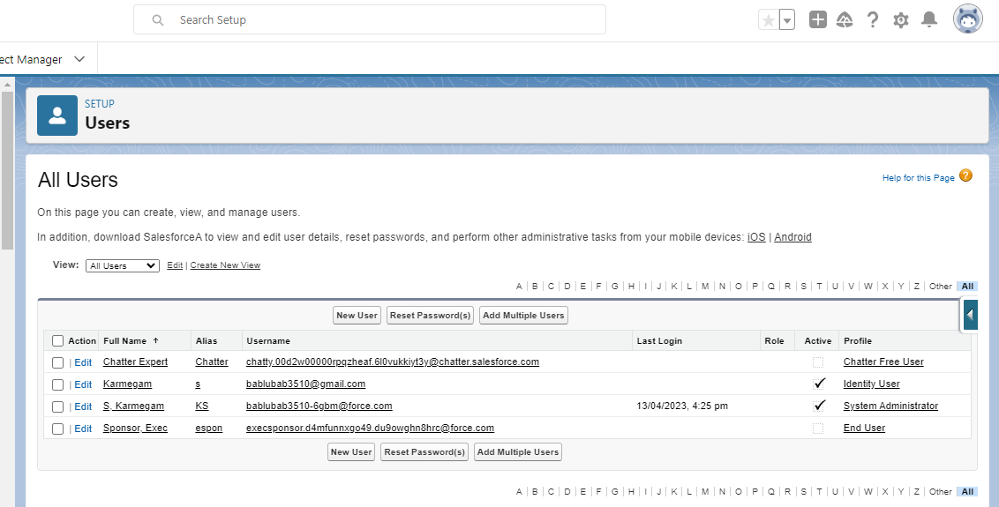 Search Setup
ect Manager
SETUP
Users
All Users
Help for this Page ?
On this page you can create, view, and manage users.
In addition, download SalesforceA to view and edit user details, reset passwords, and perform other administrative tasks from your mobile devices: iOS | Android
View: All Users Edit | Create New View
A | B | C | D | E | F | G | H | I | J | K | L | M | N | O | P | Q | R | S | T | U | V | W | X | Y | Z | Other All
New User Reset Password(s) Add Multiple Users
Action Full Name ↑ Alias Username Last Login Role Active Profile
| Edit Chatter Expert Chatter chatty.00d2w00000rpqzheaf.6l0vukkiyt3y@chatter.salesforce.com Chatter Free User
| Edit Karmegam s bablubab3510@gmail.com ✓ Identity User
| Edit S, Karmegam KS bablubab3510-6gbm@force.com 13/04/2023, 4:25 pm ✓ System Administrator
| Edit Sponsor, Exec espon execsponsor.d4mfunnxgo49.du9owghn8hrc@force.com End User
New User Reset Password(s) Add Multiple Users
A | B | C | D | E | F | G | H | I | J | K | L | M | N | O | P | Q | R | S | T | U | V | W | X | Y | Z | Other All